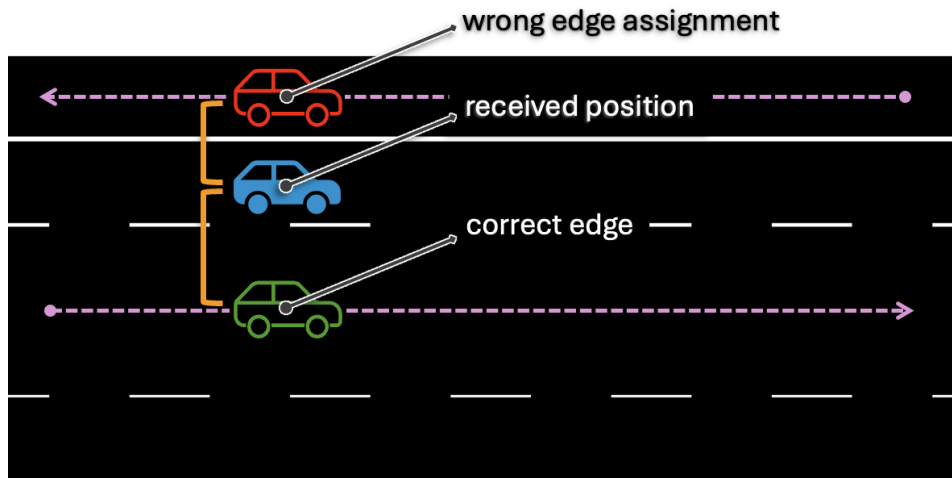 wrong edge assignment
received position
correct edge